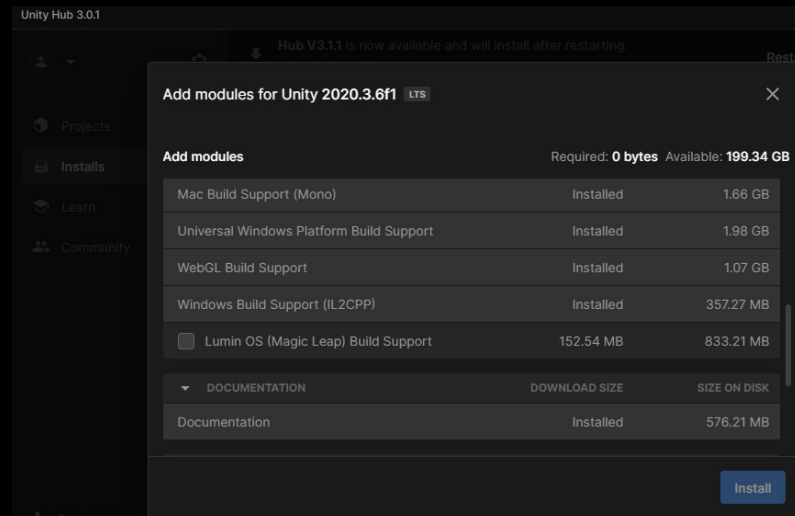 Unity Hub 3.0.1
Hub V3.1.1 is now available and will install after restarting.
Rest
Add modules for Unity 2020.3.6f1 LTS
Projects
Installs
Learn
Community
Add modules Required: 0 bytes Available: 199.34 GB
Mac Build Support (Mono) Installed 1.66 GB
Universal Windows Platform Build Support Installed 1.98 GB
WebGL Build Support Installed 1.07 GB
Windows Build Support (IL2CPP) Installed 357.27 MB
Lumin OS (Magic Leap) Build Support 152.54 MB 833.21 MB
DOCUMENTATION DOWNLOAD SIZE SIZE ON DISK
Documentation Installed 576.21 MB
Install